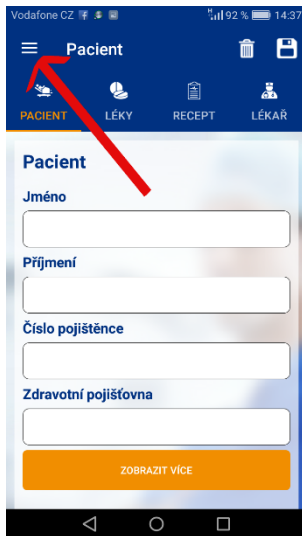 Vodafone CZ 92 % 14:37
Pacient
PACIENT LÉKY RECEPT LÉKAŘ
Pacient
Jméno
Příjmení
Číslo pojištěnce
Zdravotní pojišťovna
ZOBRAZIT VÍCE